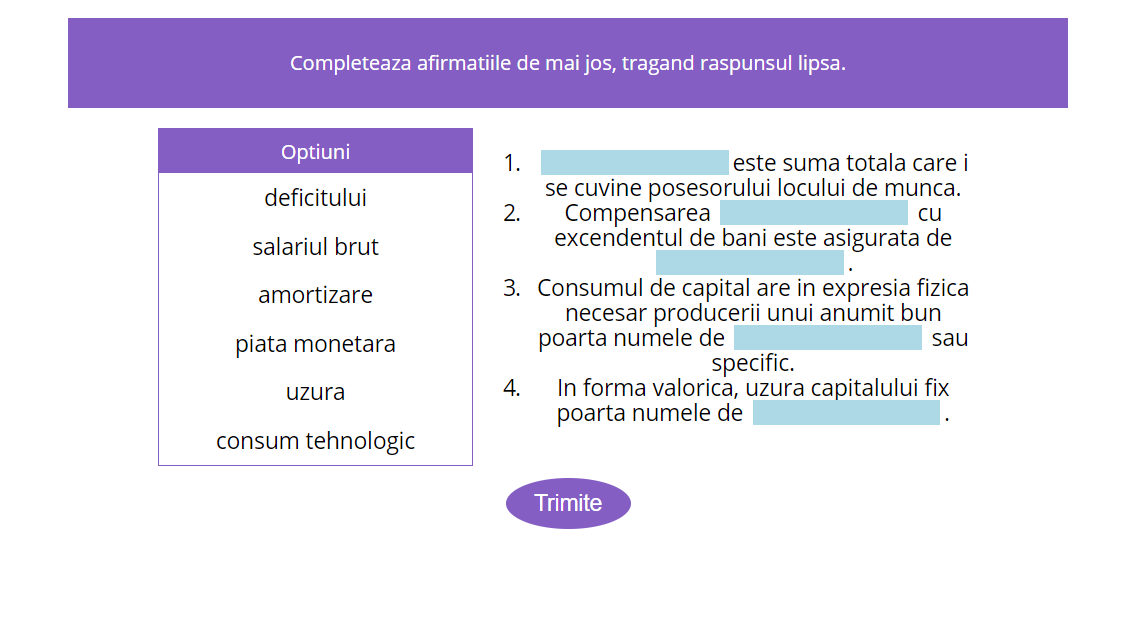 Completeaza afirmatiile de mai jos, tragand raspunsul lipsa.
Optiuni
deficitului
salariul brut
amortizare
piata monetara
uzura
consum tehnologic
1. este suma totala care i
se cuvine posesorului locului de munca.
2. Compensarea cu
excendentul de bani este asigurata de
.
3. Consumul de capital are in expresia fizica
necesar producerii unui anumit bun
poarta numele de sau
specific.
4. In forma valorica, uzura capitalului fix
poarta numele de .
Trimite